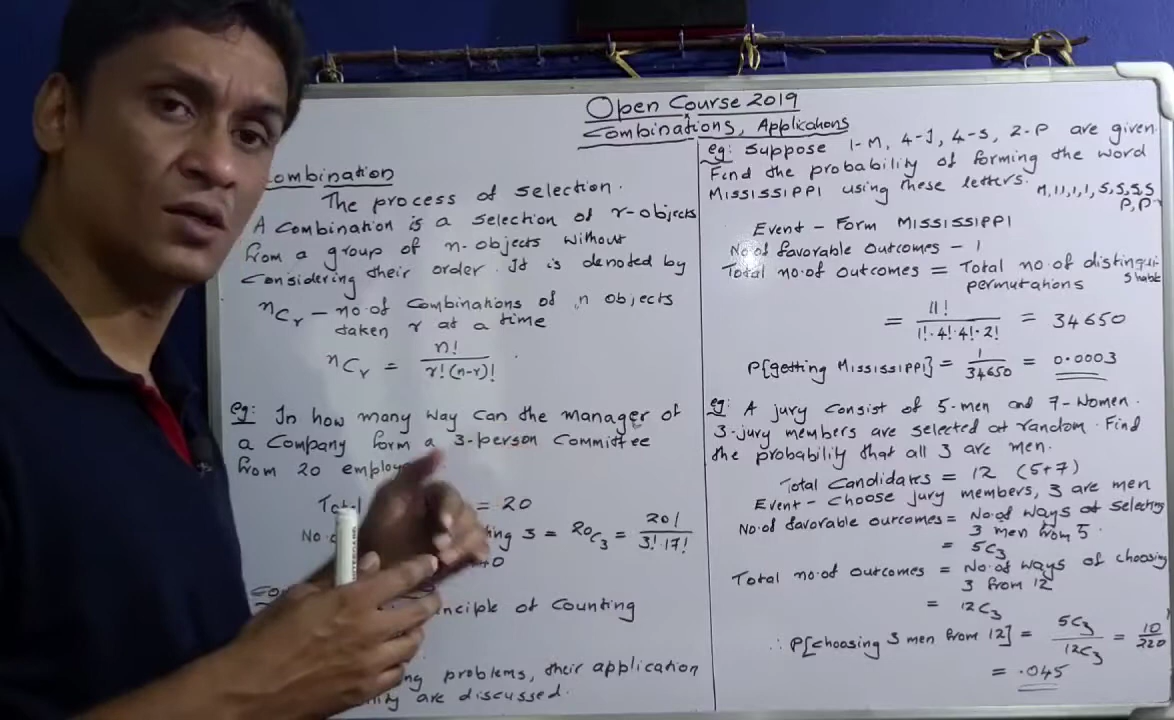 Open Course 2019
Combinations, Applications
ombination
The process of selection.
A combination is a selection of r-objects
from a group of n-objects without
considering their order. It is denoted by
nCr - no.of combinations of n objects
taken r at a time
nCr = n! / r!(n-r)!
eg: In how many way can the manager of
a company form a 3-person committee
from 20 employ
Total = 20
No. ing 3 = 20C3 = 20! / 3!·17!
40
nciple of counting
ng problems, their application
are discussed.
eg: Suppose 1-M, 4-I, 4-S, 2-P are given.
Find the probability of forming the word
MISSISSIPPI using these letters. M,I,I,I,I,S,S,S,S
P,P
Event - Form MISSISSIPPI
No.of favorable outcomes - 1
Total no.of outcomes = Total no.of distingui-
shable
permutations
= 11! / 1!·4!·4!·2! = 34650
P[getting MISSISSIPPI] = 1/34650 = 0.0003
eg: A jury consist of 5-men and 7-Women.
3-jury members are selected at random. Find
the probability that all 3 are men.
Total Candidates = 12 (5+7)
Event - choose jury members, 3 are men
No.of favorable outcomes = No.of ways of selecting
3 men from 5.
= 5C3
Total no.of outcomes = No.of ways of choosing
3 from 12
= 12C3
∴ P[choosing 3 men from 12] = 5C3 / 12C3 = 10/220
= .045